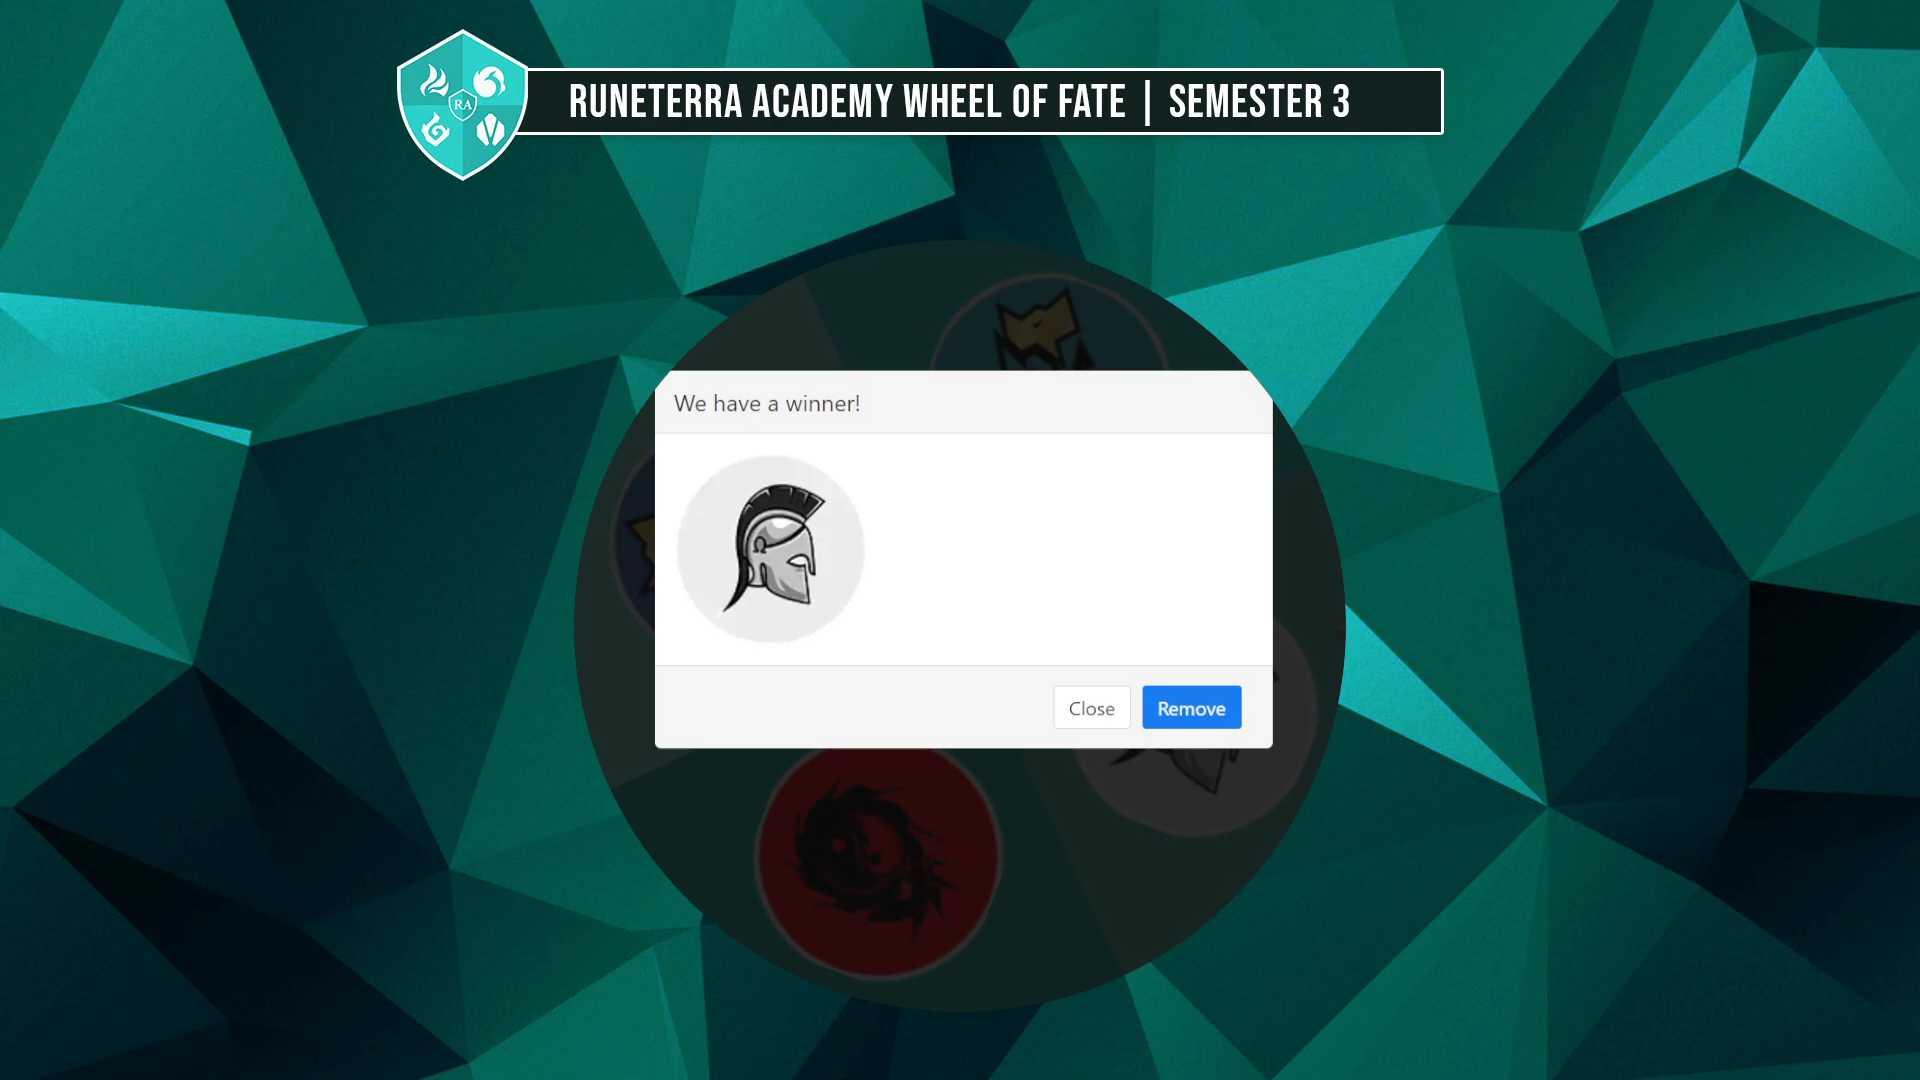 RA
RUNETERRA ACADEMY WHEEL OF FATE | SEMESTER 3
We have a winner!
Ω
Close
Remove